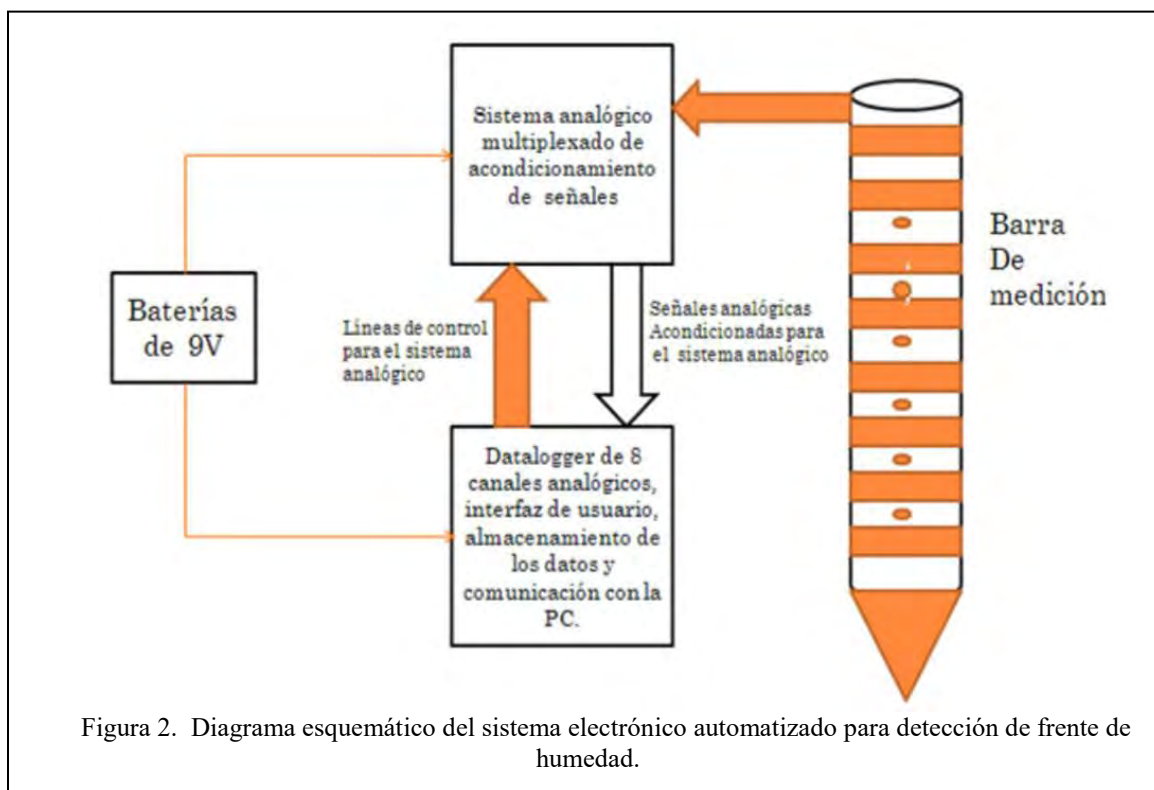 Sistema analógico
multiplexado de
acondicionamiento
de señales
Barra
De
medición
Baterías
de 9V
Líneas de control
para el sistema
analógico
Señales analógicas
Acondicionadas para
el sistema analógico
Datalogger de 8
canales analógicos,
interfaz de usuario,
almacenamiento de
los datos y
comunicación con la
PC.
Figura 2. Diagrama esquemático del sistema electrónico automatizado para detección de frente de
humedad.